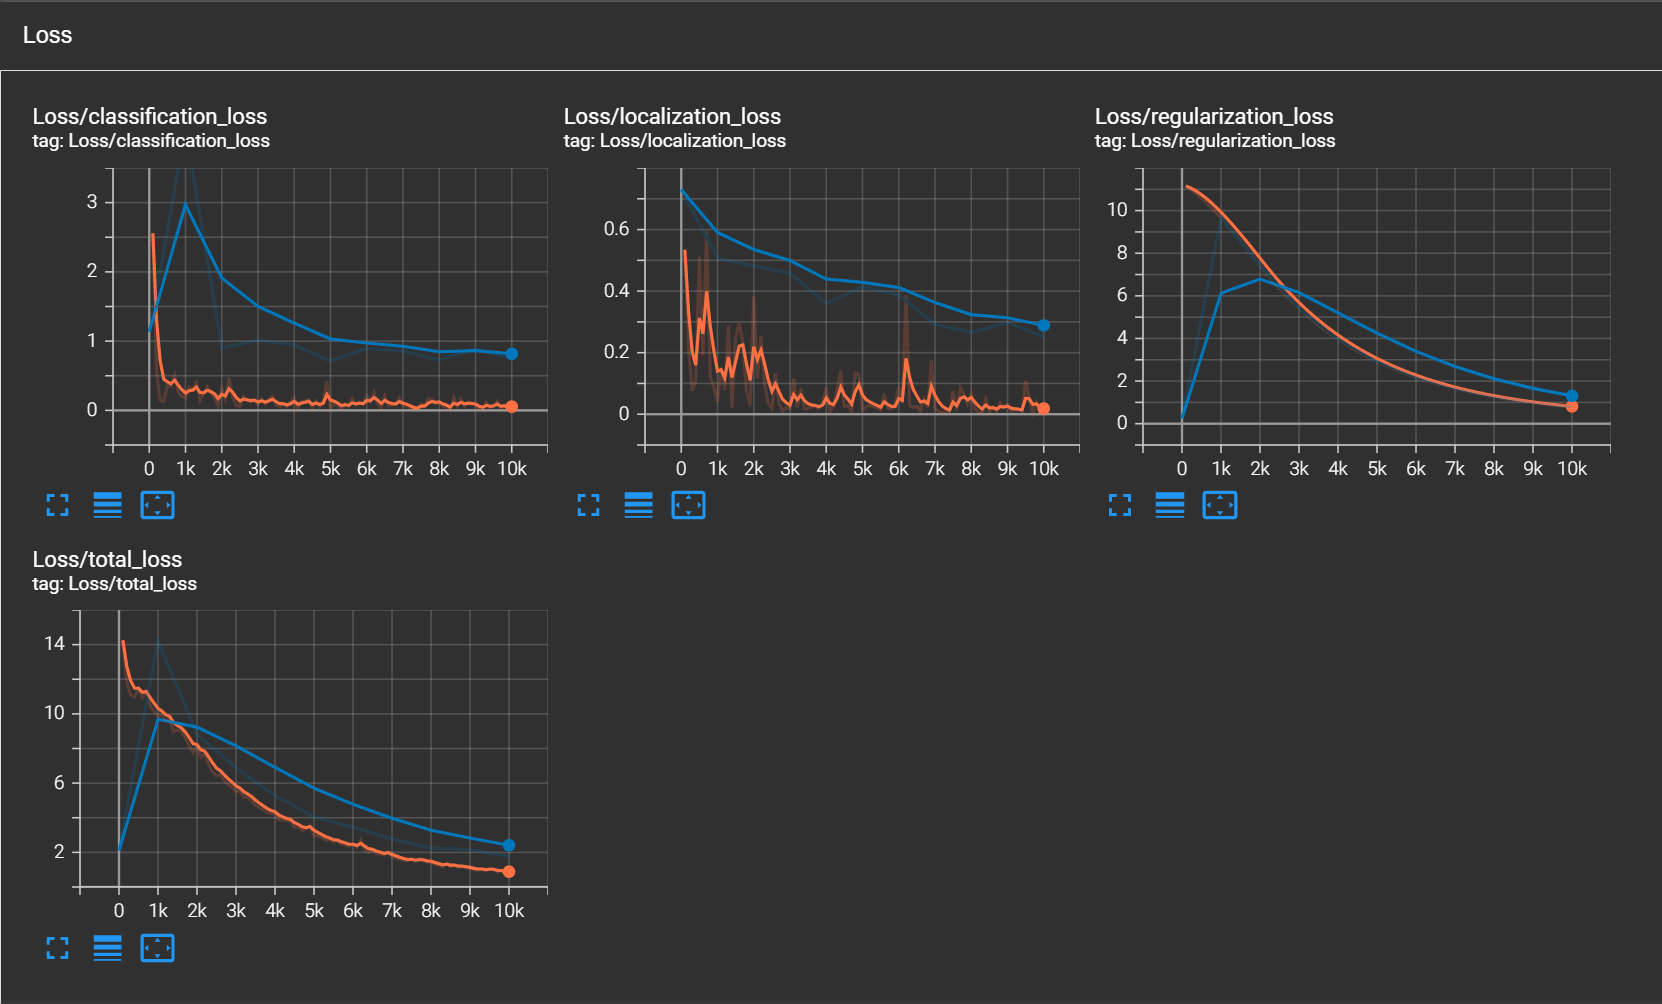 Loss
Loss/classification_loss
tag: Loss/classification_loss
3
2
1
0
0 1k 2k 3k 4k 5k 6k 7k 8k 9k 10k
Loss/localization_loss
tag: Loss/localization_loss
0.6
0.4
0.2
0
0 1k 2k 3k 4k 5k 6k 7k 8k 9k 10k
Loss/regularization_loss
tag: Loss/regularization_loss
10
8
6
4
2
0
0 1k 2k 3k 4k 5k 6k 7k 8k 9k 10k
Loss/total_loss
tag: Loss/total_loss
14
10
6
2
0 1k 2k 3k 4k 5k 6k 7k 8k 9k 10k